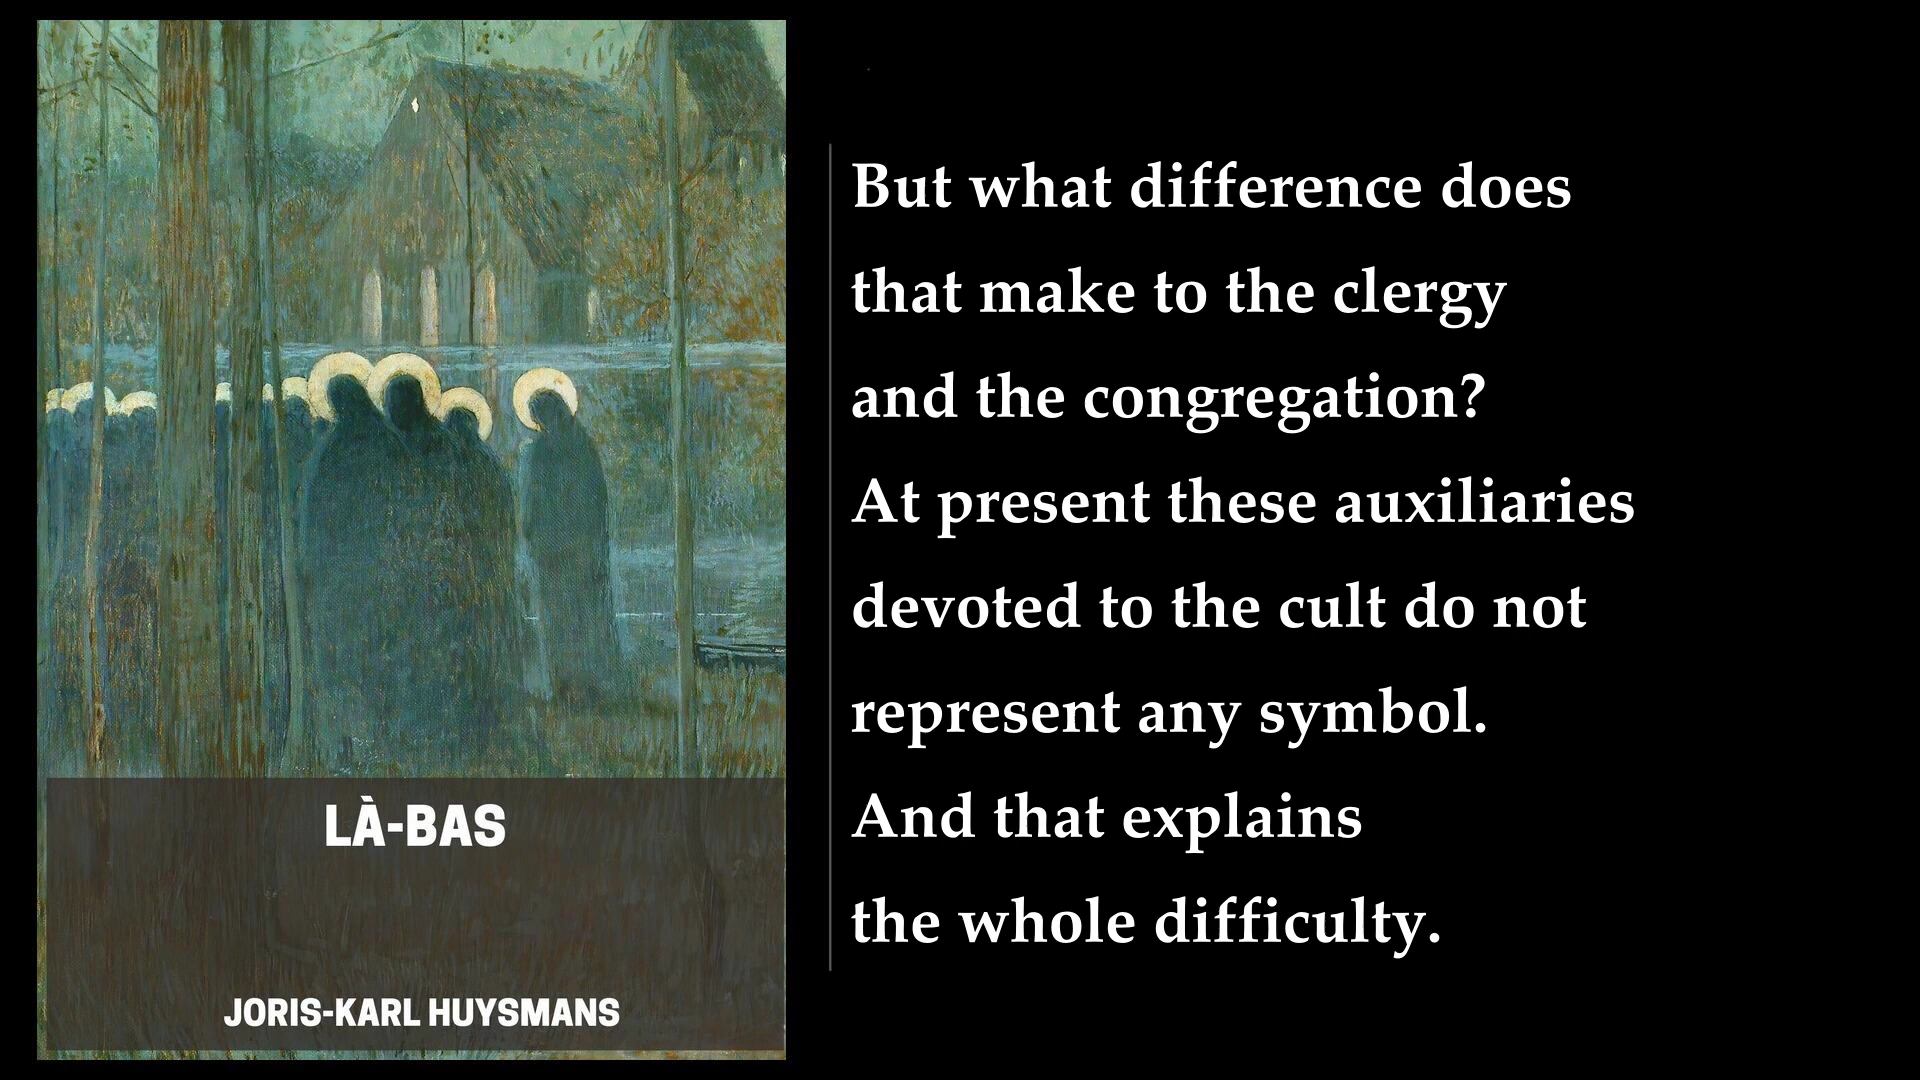 LÀ-BAS
JORIS-KARL HUYSMANS
But what difference does
that make to the clergy
and the congregation?
At present these auxiliaries
devoted to the cult do not
represent any symbol.
And that explains
the whole difficulty.